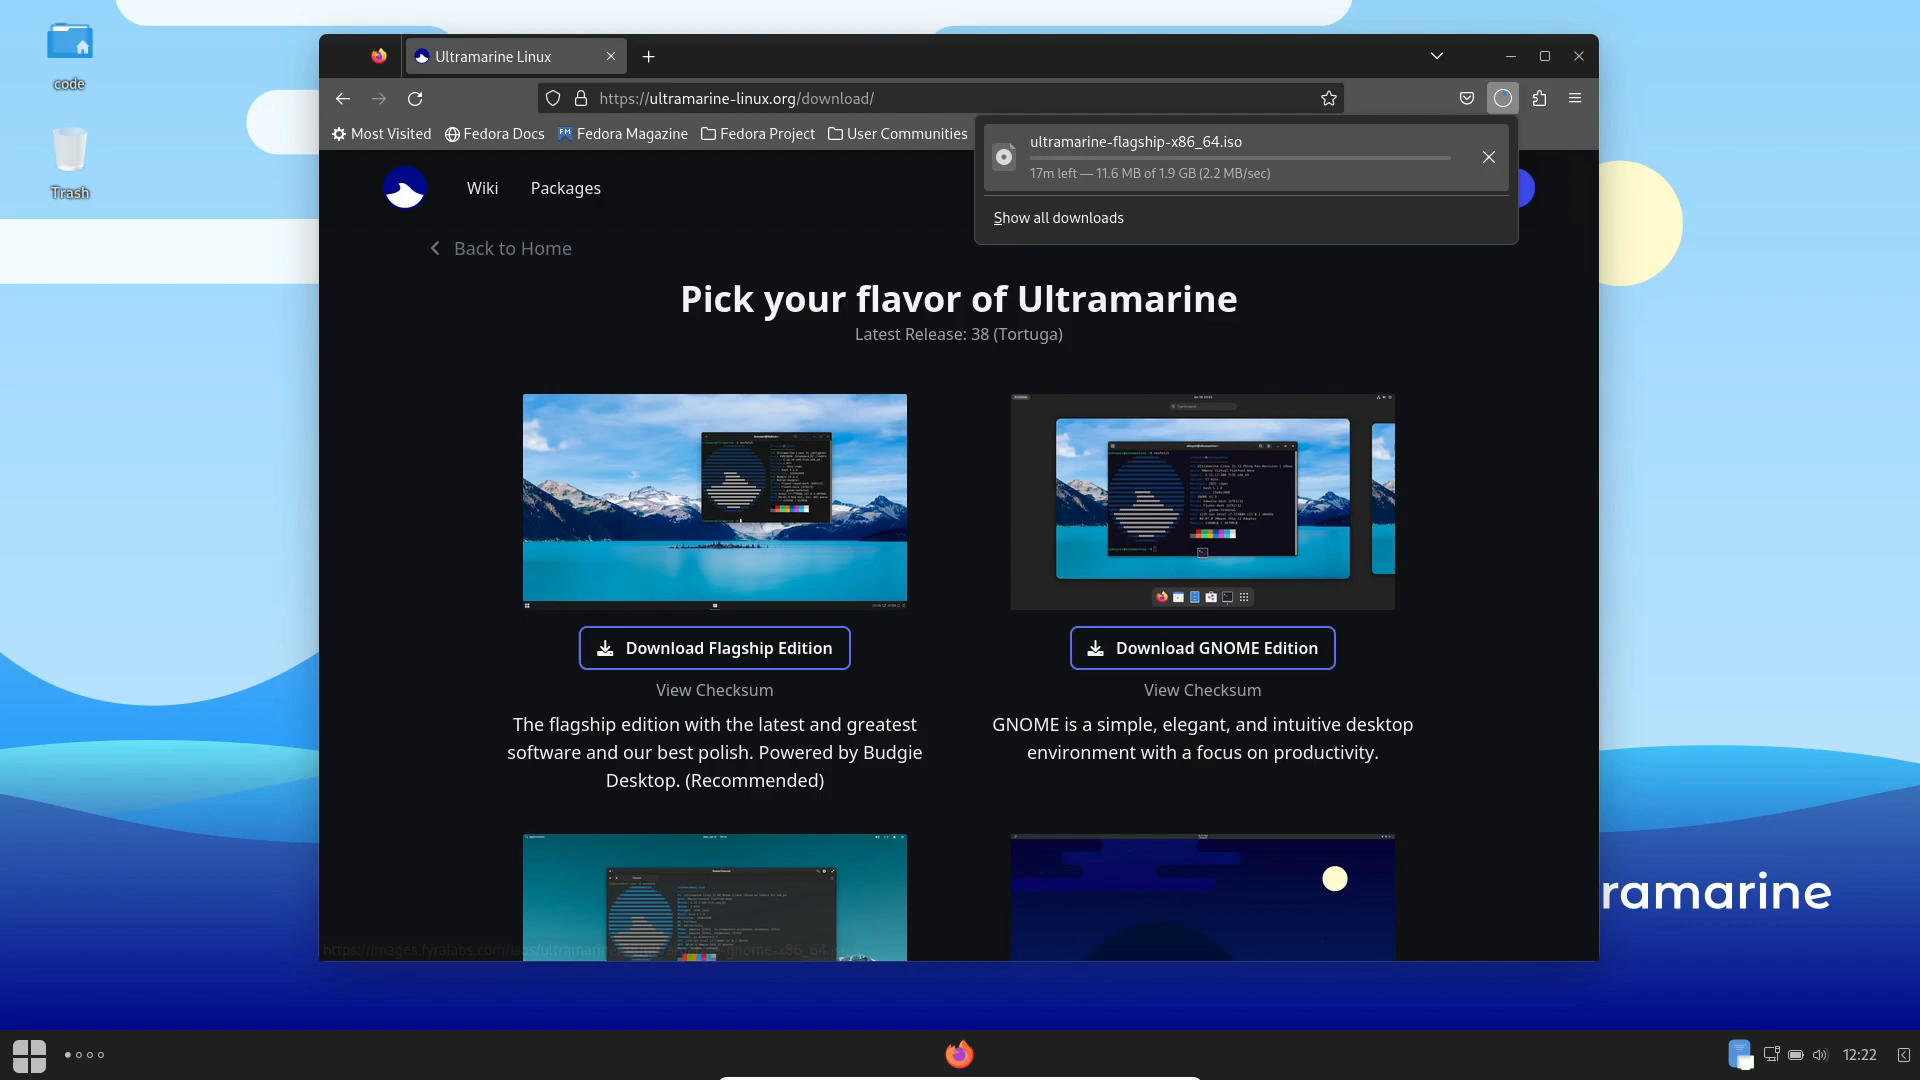 code
Trash
Ultramarine Linux
https://ultramarine-linux.org/download/
Most Visited
Fedora Docs
Fedora Magazine
Fedora Project
User Communities
ultramarine-flagship-x86_64.iso
17m left — 11.6 MB of 1.9 GB (2.2 MB/sec)
Show all downloads
Wiki
Packages
Back to Home
Pick your flavor of Ultramarine
Latest Release: 38 (Tortuga)
Download Flagship Edition
View Checksum
The flagship edition with the latest and greatest
software and our best polish. Powered by Budgie
Desktop. (Recommended)
Download GNOME Edition
View Checksum
GNOME is a simple, elegant, and intuitive desktop
environment with a focus on productivity.
ramarine
12:22